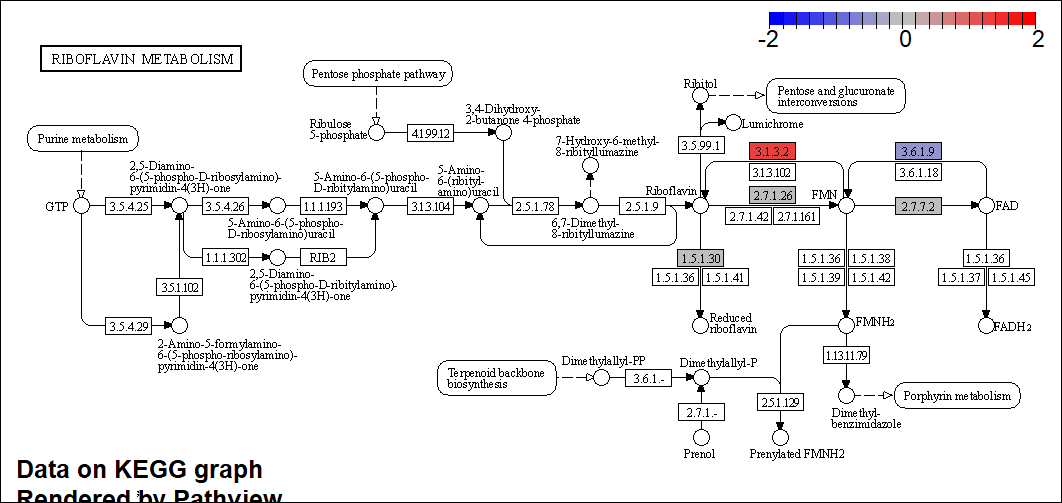 -2
0
2
RIBOFLAVIN METABOLISM
Pentose phosphate pathway
Ribitol
Pentose and glucuronate
interconversions
Purine metabolism
Ribulose
5-phosphate
4.1.99.12
3,4-Dihydroxy-
2-butanone 4-phosphate
Lumichrome
3.5.99.1
7-Hydroxy-6-methyl-
8-ribityllumazine
3.1.3.2
3.1.3.102
3.6.1.9
3.6.1.18
2,5-Diamino-
6-(5-phospho-D-ribosylamino)-
pyrimidin-4(3H)-one
5-Amino-6-(5-phospho-
D-ribitylamino)uracil
5-Amino-
6-(ribityl-
amino)uracil
Riboflavin
2.7.1.26
FMN
GTP
3.5.4.25
3.5.4.26
1.1.1.193
3.1.3.104
2.5.1.78
2.5.1.9
2.7.7.2
FAD
2.7.1.42
2.7.1.161
5-Amino-6-(5-phospho-
D-ribosylamino)uracil
6,7-Dimethyl-
8-ribityllumazine
1.1.1.302
RIB2
1.5.1.30
1.5.1.36
1.5.1.38
1.5.1.36
2,5-Diamino-
6-(5-phospho-D-ribitylamino)-
pyrimidin-4(3H)-one
1.5.1.36
1.5.1.41
1.5.1.39
1.5.1.42
1.5.1.37
1.5.1.45
3.5.1.102
3.5.4.29
Reduced
riboflavin
FMNH2
FADH2
2-Amino-5-formylamino-
6-(5-phospho-ribosylamino)-
pyrimidin-4(3H)-one
1.13.11.79
Terpenoid backbone
biosynthesis
Dimethylallyl-PP
3.6.1.-
Dimethylallyl-P
2.5.1.129
Porphyrin metabolism
2.7.1.-
Dimethyl-
benzimidazole
Prenol
Prenylated FMNH2
Data on KEGG graph
Rendered by Pathview